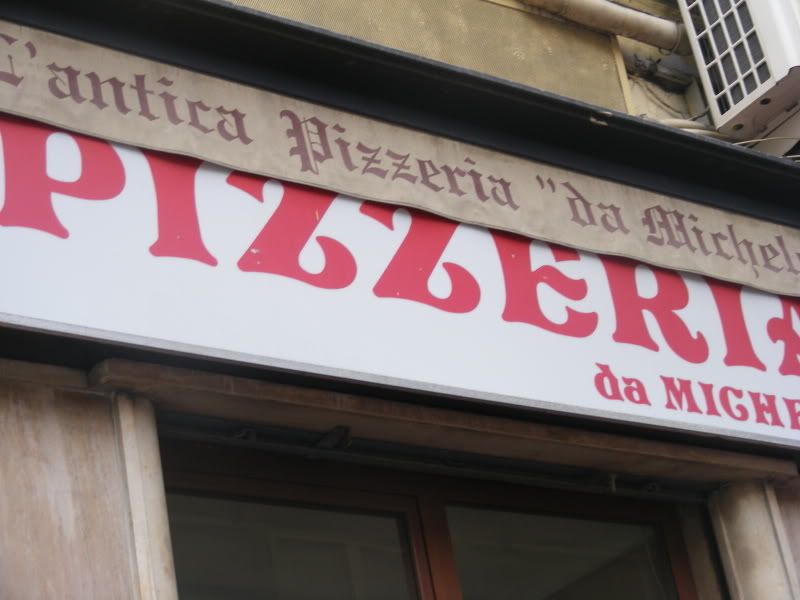 L'antica Pizzeria "da Michele
PIZZERIA
da MICHE